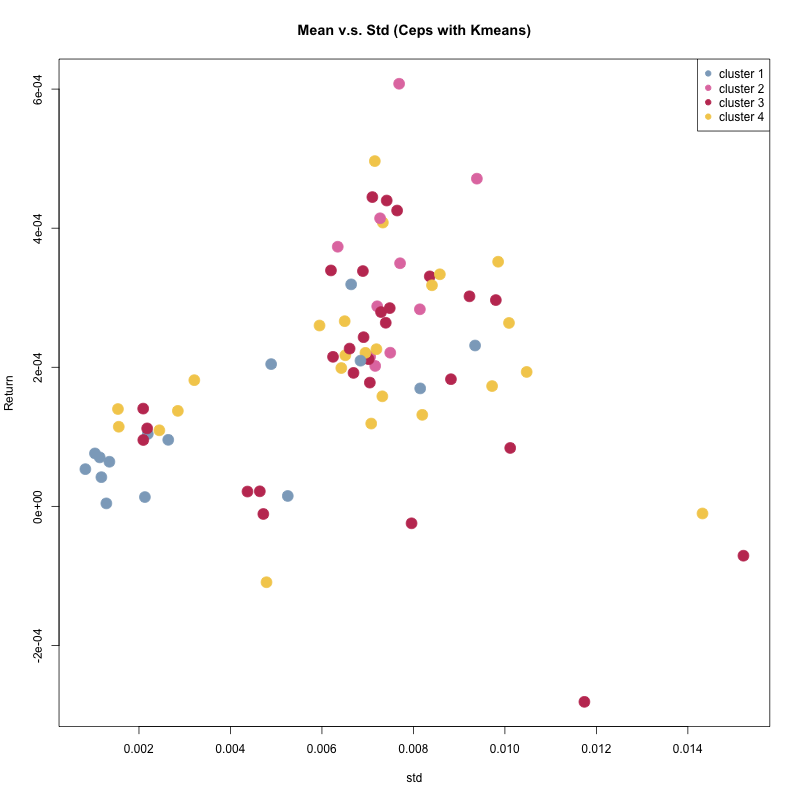 Mean v.s. Std (Ceps with Kmeans)
cluster 1
cluster 2
cluster 3
cluster 4
6e-04
4e-04
2e-04
0e+00
-2e-04
Return
0.002 0.004 0.006 0.008 0.010 0.012 0.014
std